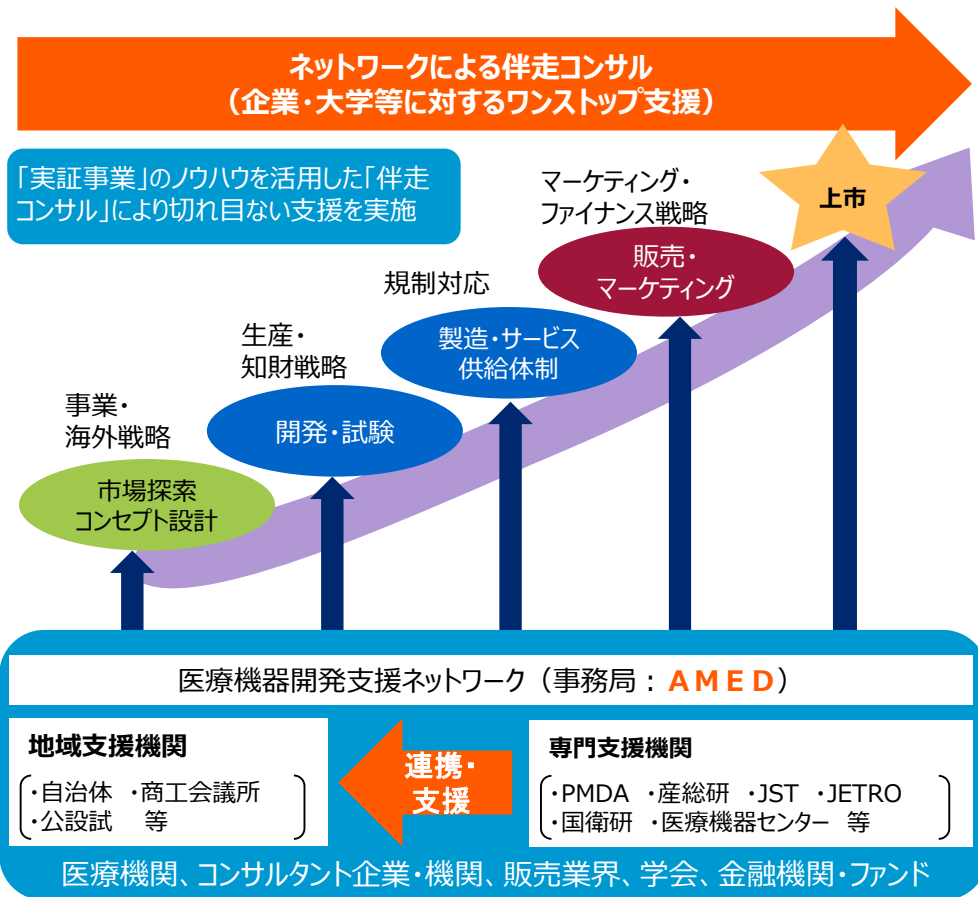 ネットワークによる伴走コンサル
（企業・大学等に対するワンストップ支援）
「実証事業」のノウハウを活用した「伴走
コンサル」により切れ目ない支援を実施
マーケティング・
ファイナンス戦略
上市
販売・
マーケティング
規制対応
製造・サービス
供給体制
生産・
知財戦略
開発・試験
事業・
海外戦略
市場探索
コンセプト設計
医療機器開発支援ネットワーク（事務局：ＡＭＥＤ）
地域支援機関
・自治体 ・商工会議所
・公設試 等
連携・
支援
専門支援機関
・PMDA ・産総研 ・JST ・JETRO
・国衛研 ・医療機器センター 等
医療機関、コンサルタント企業・機関、販売業界、学会、金融機関・ファンド